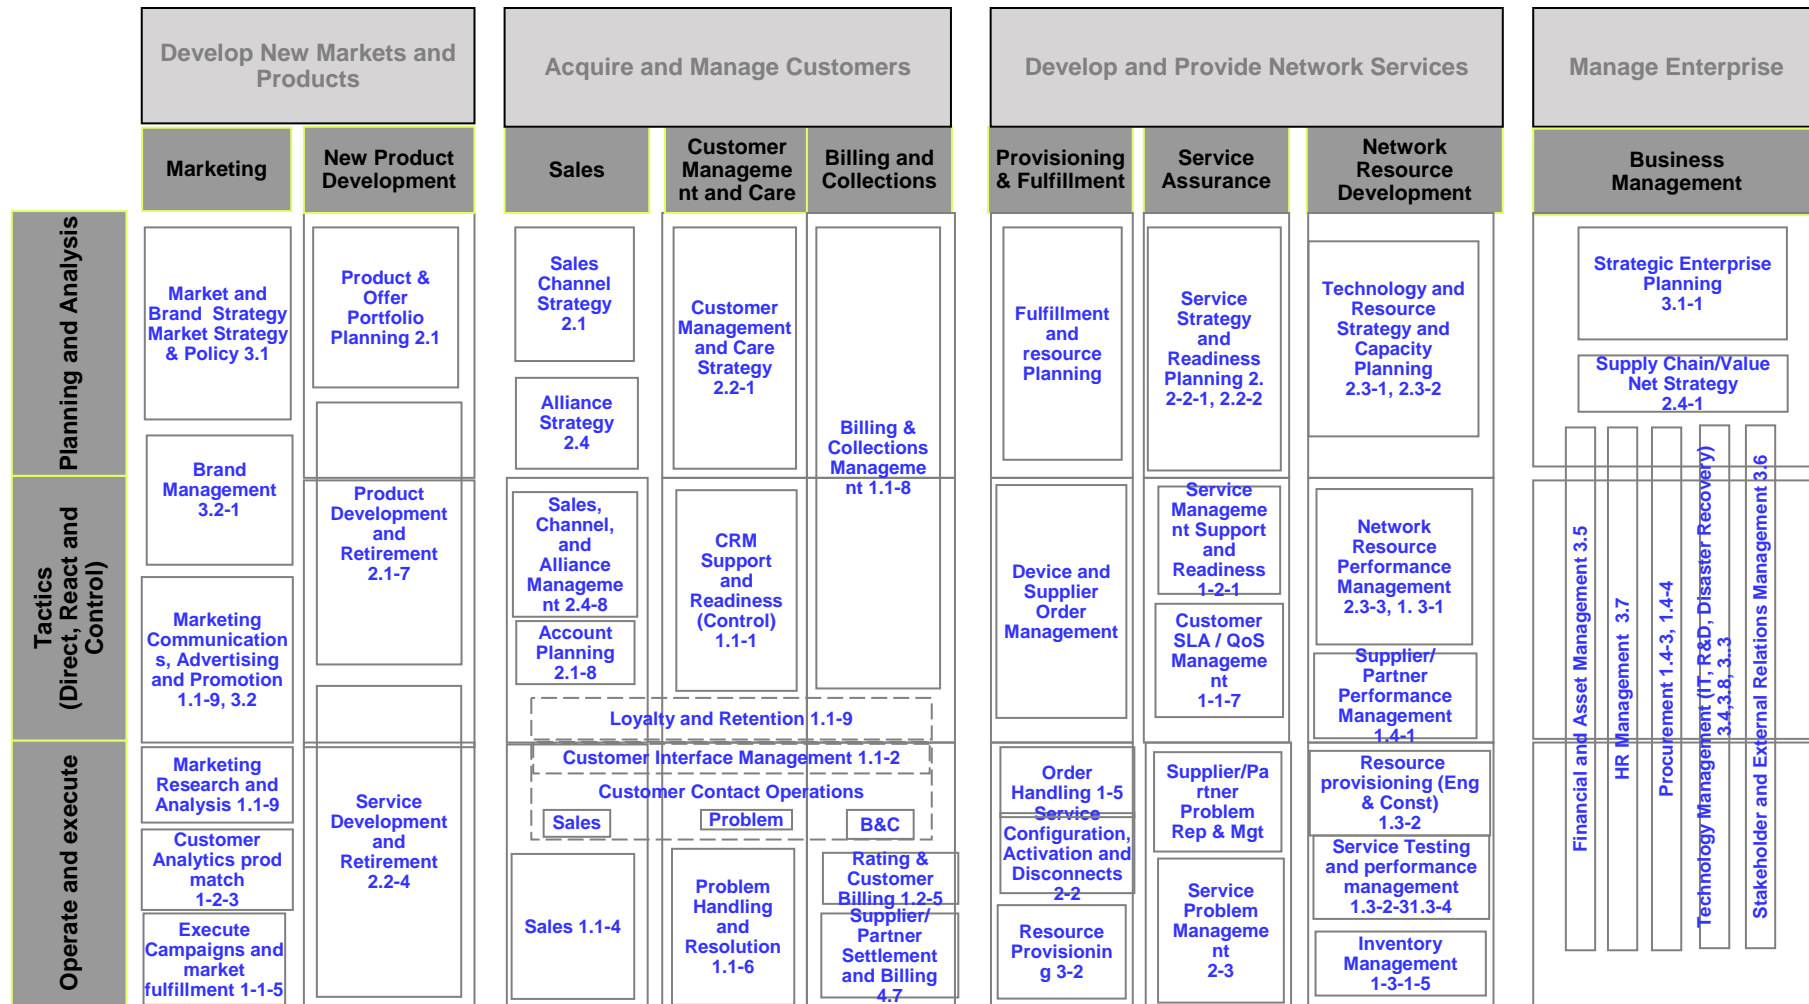 Develop New Markets and
Products
Acquire and Manage Customers
Develop and Provide Network Services
Manage Enterprise
Marketing
New Product
Development
Sales
Customer
Manageme
nt and Care
Billing and
Collections
Provisioning
& Fulfillment
Service
Assurance
Network
Resource
Development
Business
Management
Planning and Analysis
Market and
Brand Strategy
Market Strategy
& Policy 3.1
Product &
Offer
Portfolio
Planning 2.1
Sales
Channel
Strategy
2.1
Alliance
Strategy
2.4
Customer
Management
and Care
Strategy
2.2-1
Billing &
Collections
Manageme
nt 1.1-8
Fulfillment
and
resource
Planning
Service
Strategy
and
Readiness
Planning 2.
2-2-1, 2.2-2
Technology and
Resource
Strategy and
Capacity
Planning
2.3-1, 2.3-2
Strategic Enterprise
Planning
3.1-1
Supply Chain/Value
Net Strategy
2.4-1
Tactics
(Direct, React and
Control)
Brand
Management
3.2-1
Marketing
Communication
s, Advertising
and Promotion
1.1-9, 3.2
Product
Development
and
Retirement
2.1-7
Sales,
Channel,
and
Alliance
Manageme
nt 2.4-8
Account
Planning
2.1-8
CRM
Support
and
Readiness
(Control)
1.1-1
Loyalty and Retention 1.1-9
Device and
Supplier
Order
Management
Service
Manageme
nt Support
and
Readiness
1-2-1
Customer
SLA / QoS
Manageme
nt
1-1-7
Network
Resource
Performance
Management
2.3-3, 1. 3-1
Supplier/
Partner
Performance
Management
1.4-1
Financial and Asset Management 3.5
HR Management 3.7
Procurement 1.4-3, 1.4-4
Technology Management (IT, R&D, Disaster Recovery)
3.4,3.8, 3..3
Stakeholder and External Relations Management 3.6
Operate and execute
Marketing
Research and
Analysis 1.1-9
Customer
Analytics prod
match
1-2-3
Execute
Campaigns and
market
fulfillment 1-1-5
Service
Development
and
Retirement
2.2-4
Customer Interface Management 1.1-2
Customer Contact Operations
Sales
Problem
B&C
Sales 1.1-4
Problem
Handling
and
Resolution
1.1-6
Rating &
Customer
Billing 1.2-5
Supplier/
Partner
Settlement
and Billing
4.7
Order
Handling 1-5
Service
Configuration,
Activation and
Disconnects
2-2
Resource
Provisionin
g 3-2
Supplier/Pa
rtner
Problem
Rep & Mgt
Service
Problem
Manageme
nt
2-3
Resource
provisioning (Eng
& Const)
1.3-2
Service Testing
and performance
management
1.3-2-31.3-4
Inventory
Management
1-3-1-5